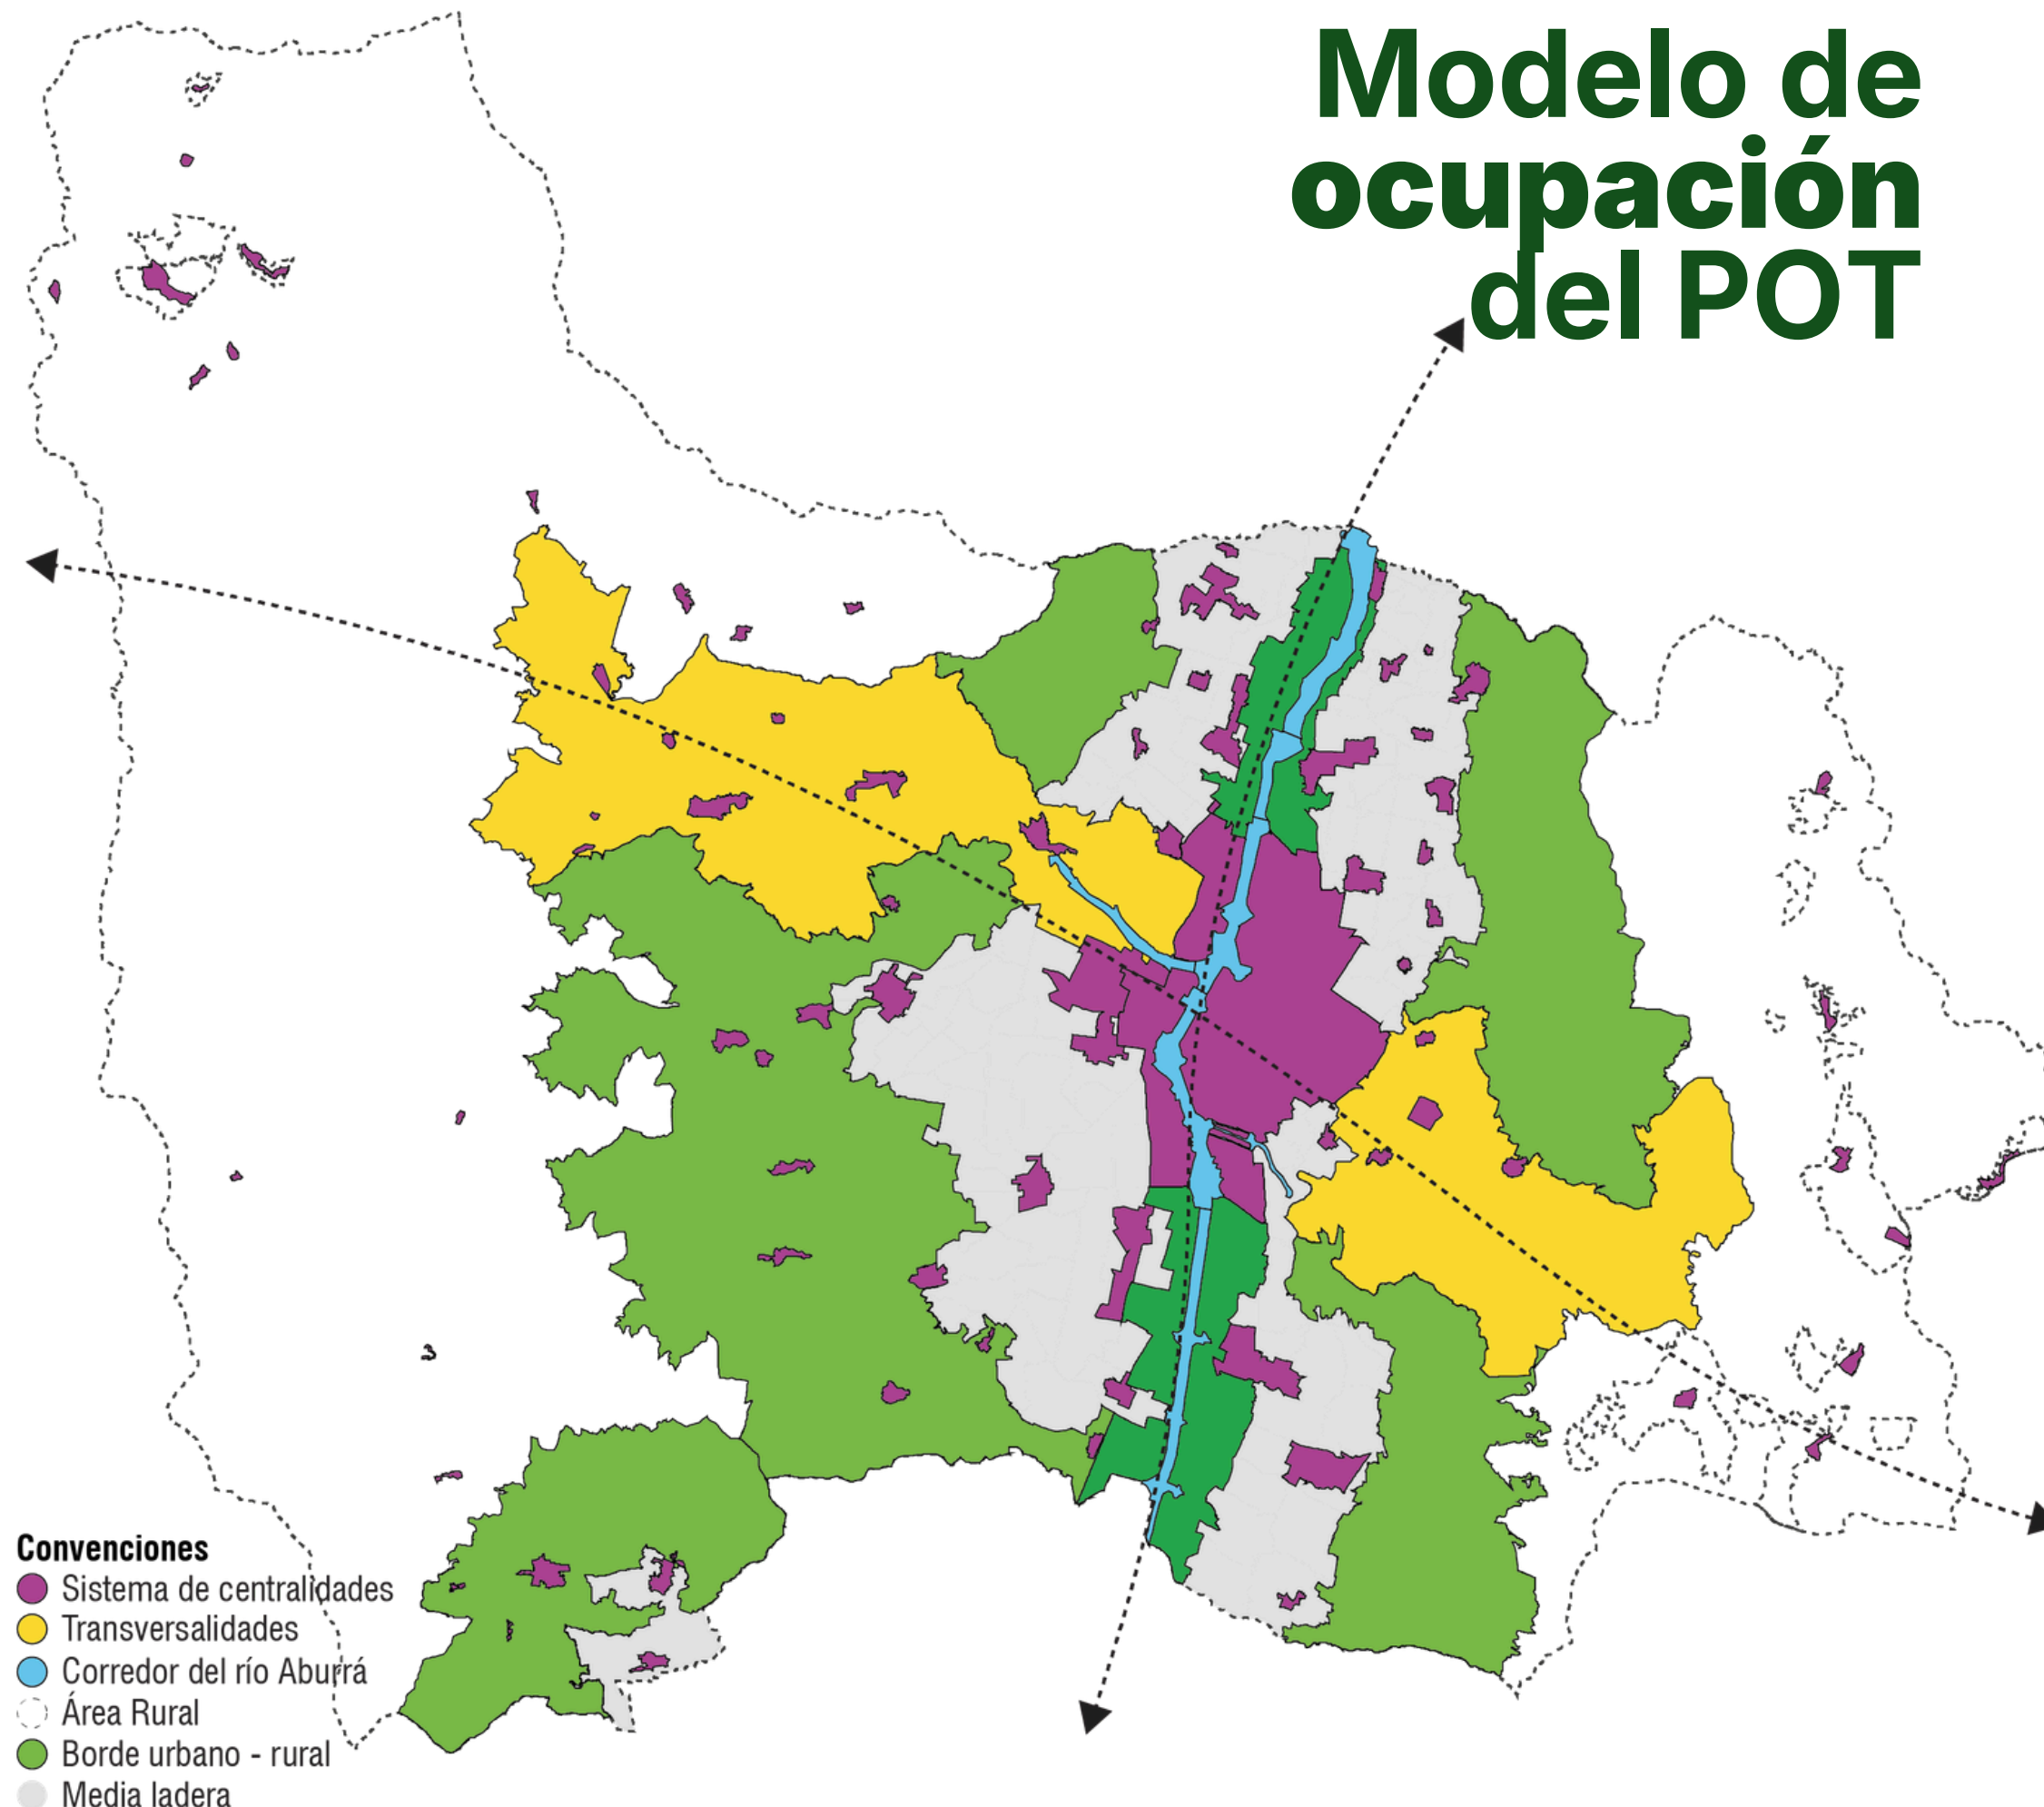 Modelo de
ocupación
del POT
Convenciones
Sistema de centralidades
Transversalidades
Corredor del río Aburrá
Área Rural
Borde urbano - rural
Media ladera